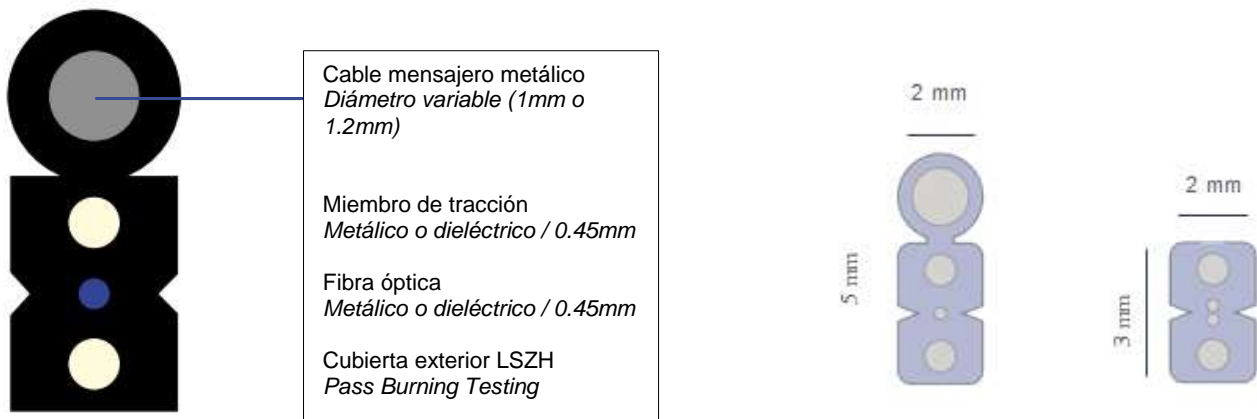 Cable mensajero metálico
Diámetro variable (1mm o
1.2mm)
Miembro de tracción
Metálico o dieléctrico / 0.45mm
Fibra óptica
Metálico o dieléctrico / 0.45mm
Cubierta exterior LSZH
Pass Burning Testing
2 mm
5 mm
2 mm
3 mm